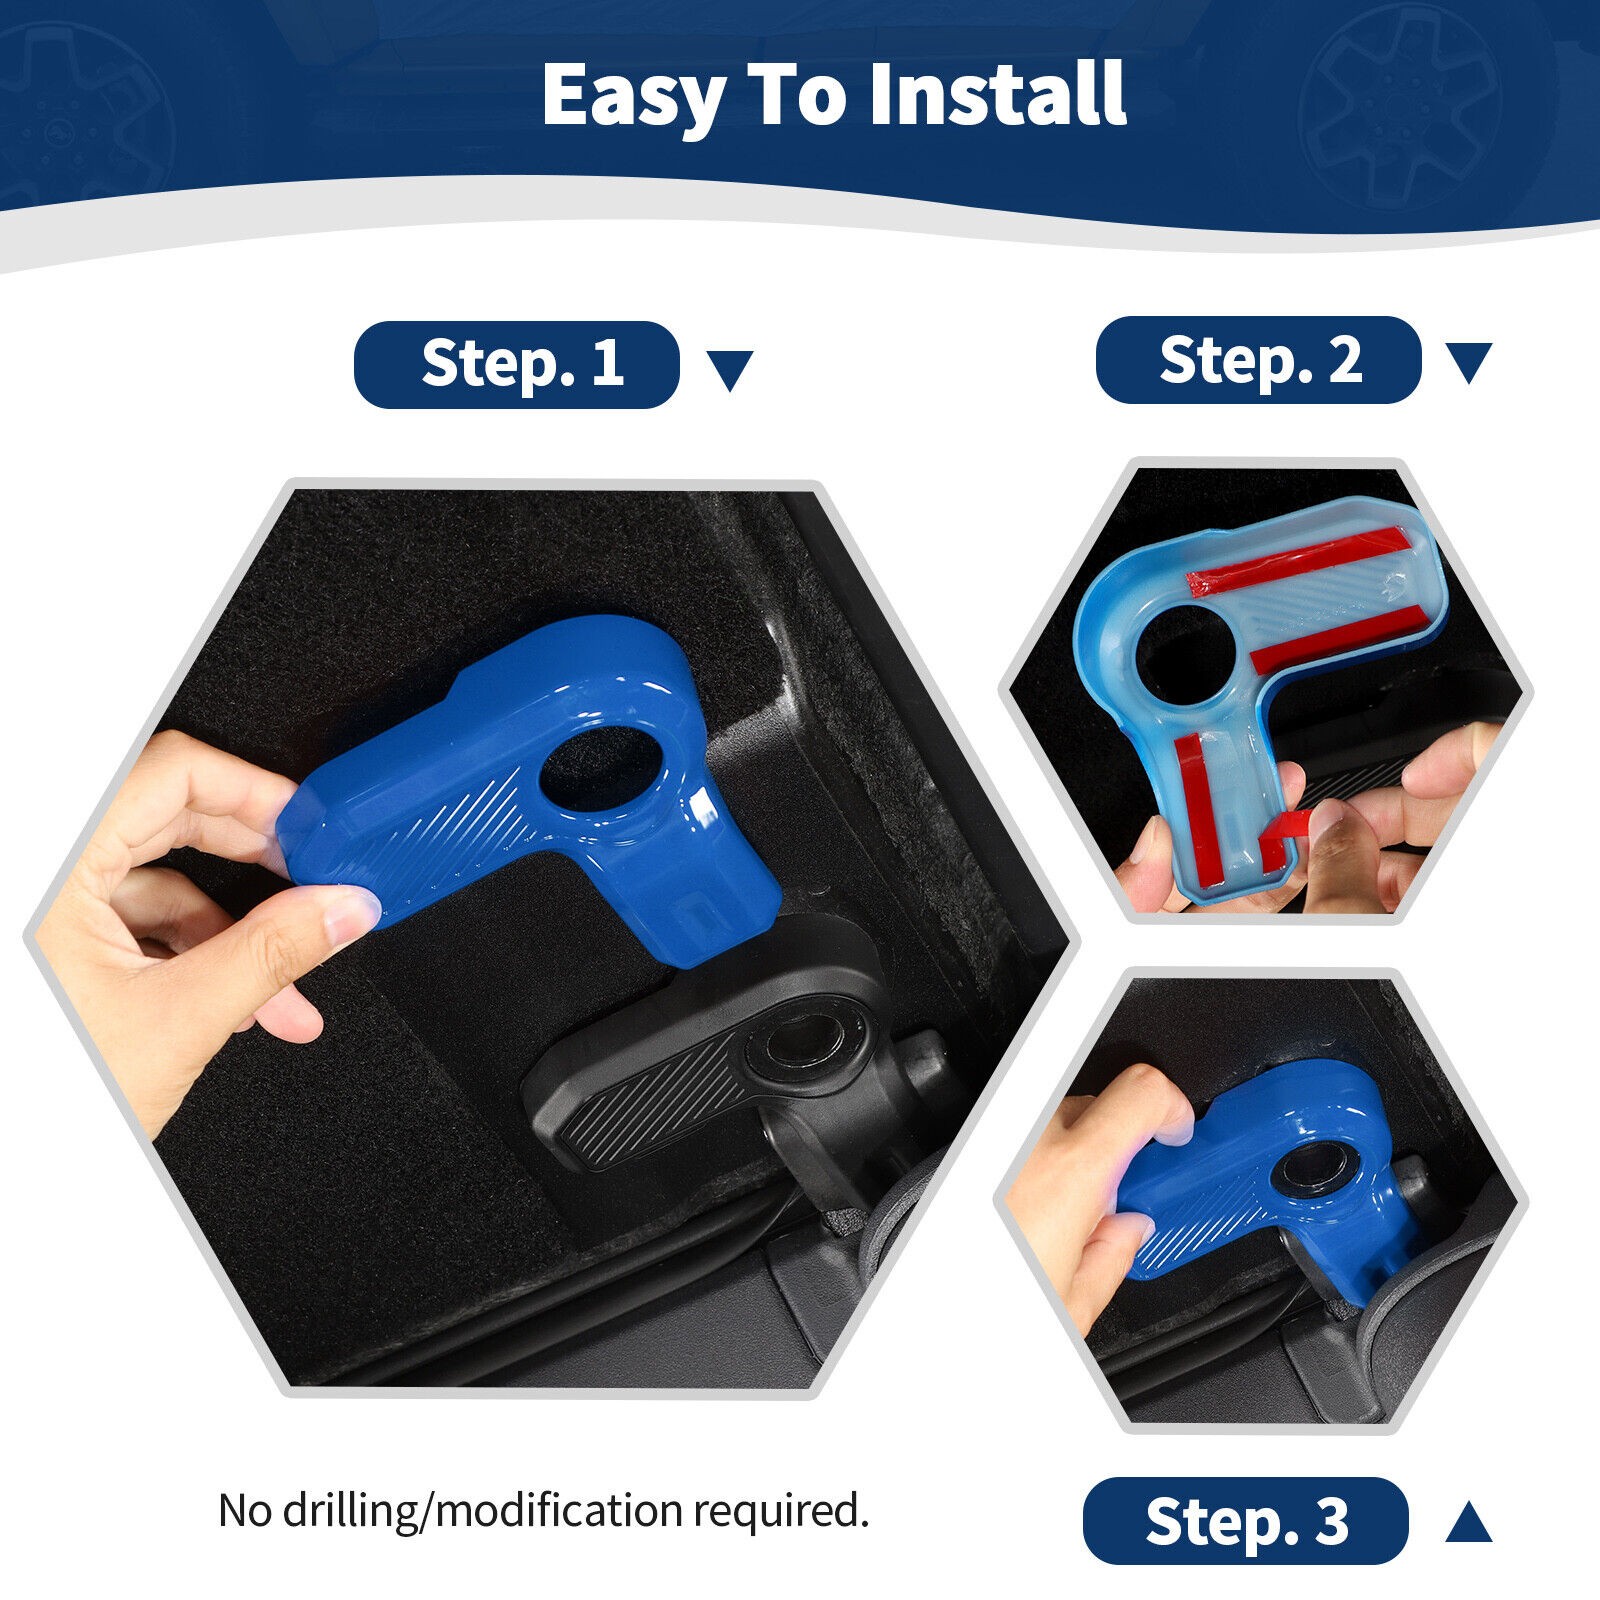 Easy To Install
Step. 1
Step. 2
No drilling/modification required.
Step. 3